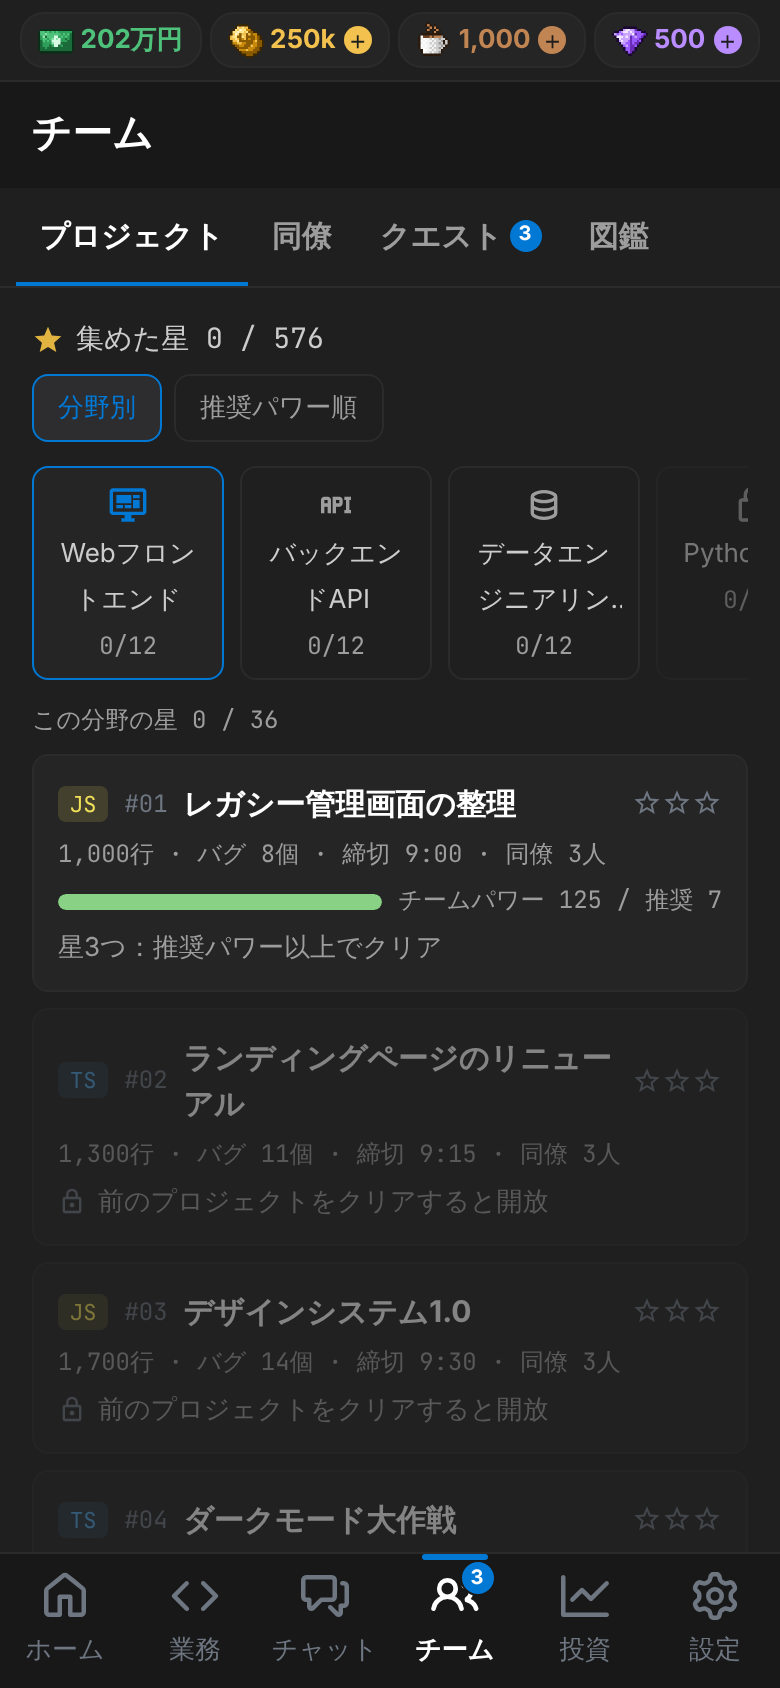 202万円 250k 1,000 500
チーム
プロジェクト 同僚 クエスト 3 図鑑
集めた星 0 / 576
分野別 推奨パワー順
Webフロン
トエンド
0/12
API
バックエン
ドAPI
0/12
データエン
ジニアリン..
0/12
この分野の星 0 / 36
JS #01 レガシー管理画面の整理
1,000行 · バグ 8個 · 締切 9:00 · 同僚 3人
チームパワー 125 / 推奨 7
星3つ：推奨パワー以上でクリア
TS #02 ランディングページのリニュー
アル
1,300行 · バグ 11個 · 締切 9:15 · 同僚 3人
前のプロジェクトをクリアすると開放
JS #03 デザインシステム1.0
1,700行 · バグ 14個 · 締切 9:30 · 同僚 3人
前のプロジェクトをクリアすると開放
TS #04 ダークモード大作戦
3
ホーム 業務 チャット チーム 投資 設定